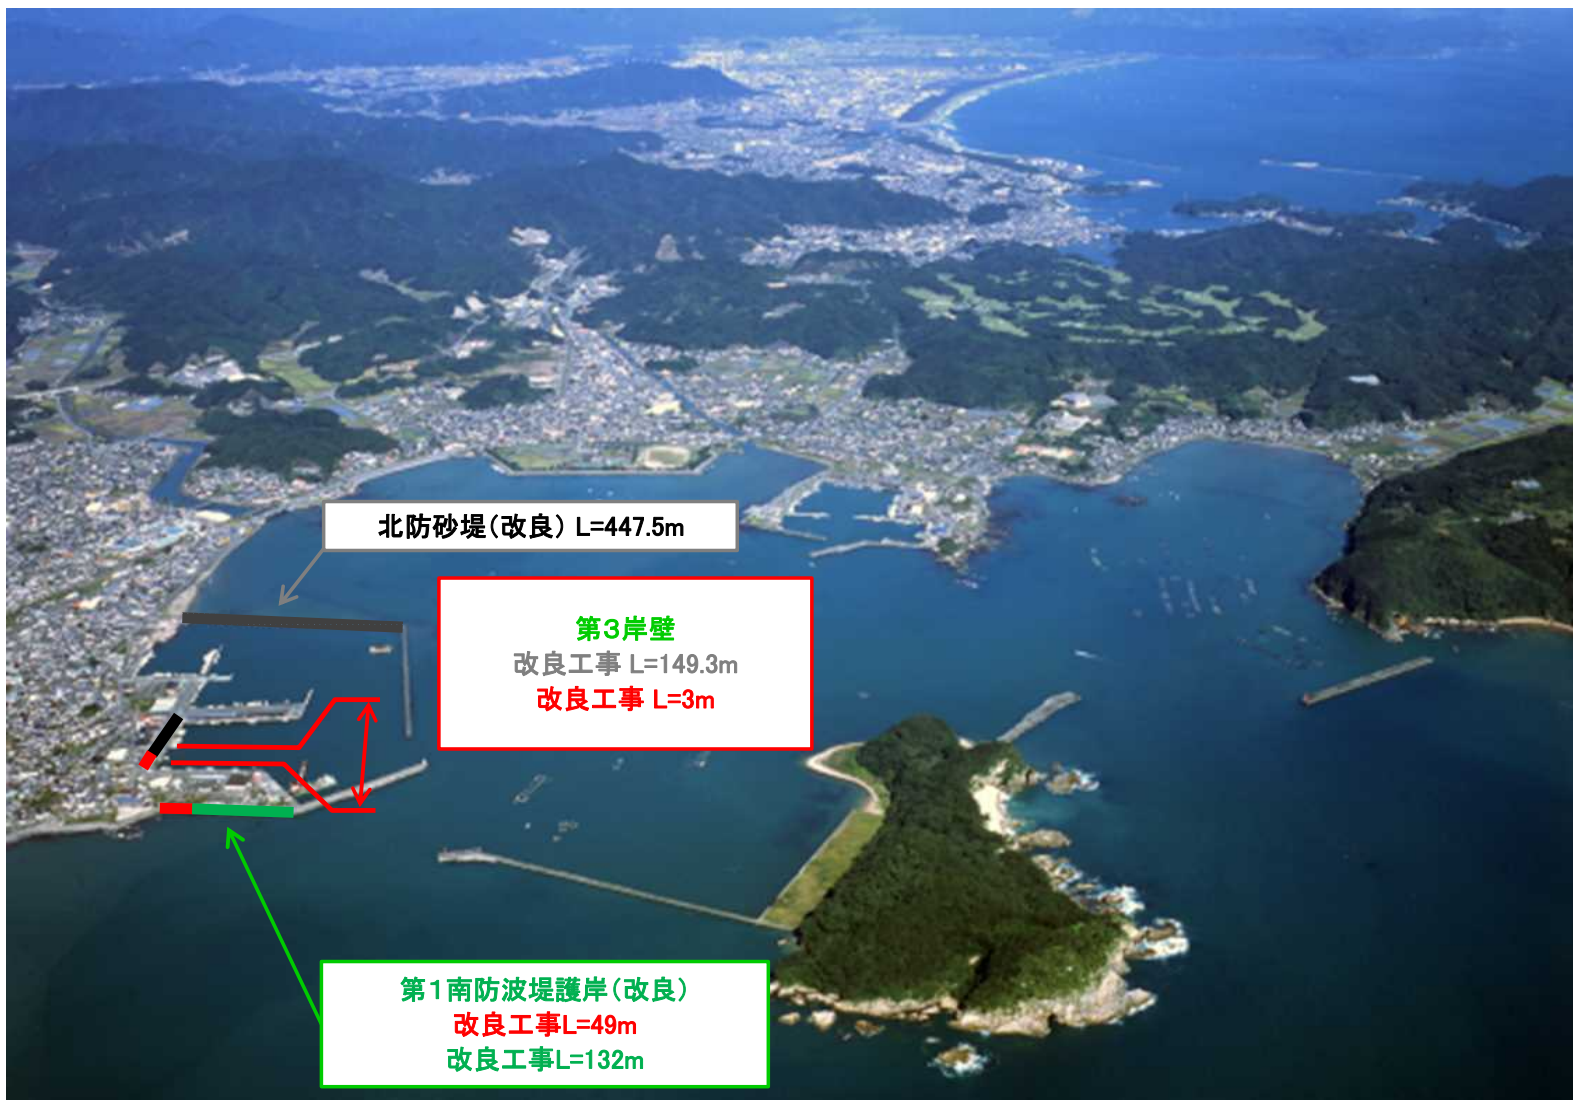 北防砂堤（改良） L=447.5m
第３岸壁
改良工事 L=149.3m
改良工事 L=3m
第１南防波堤護岸（改良）
改良工事L=49m
改良工事L=132m